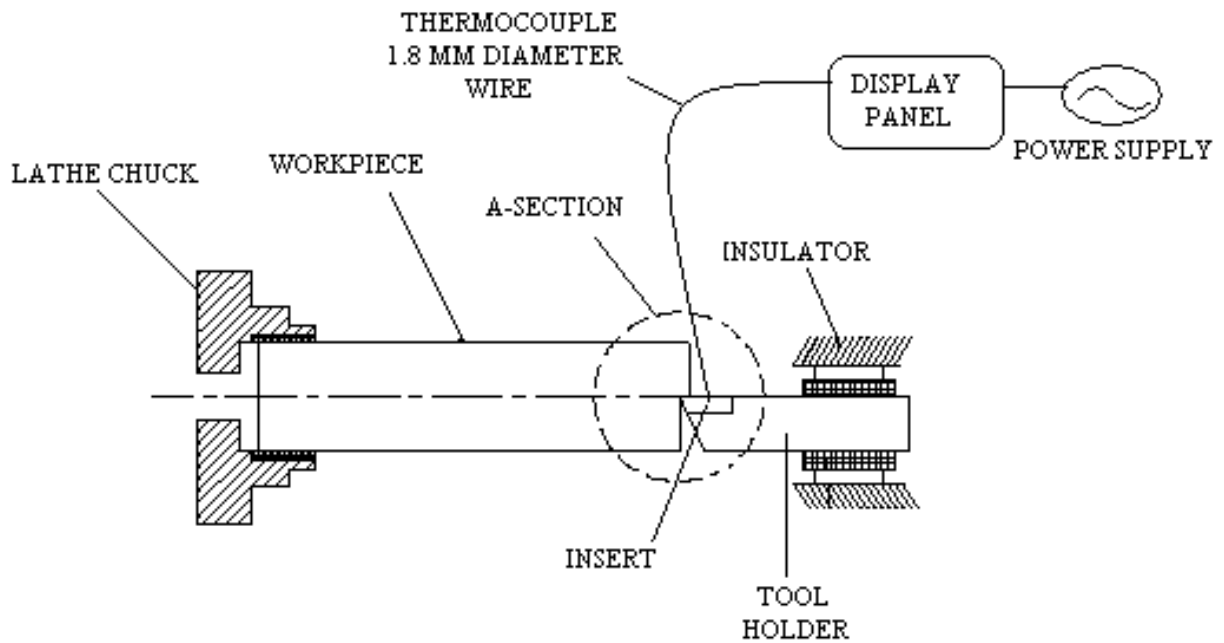 THERMOCOUPLE
1.8 MM DIAMETER
WIRE
DISPLAY
PANEL
POWER SUPPLY
LATHE CHUCK
WORKPIECE
A-SECTION
INSULATOR
INSERT
TOOL
HOLDER